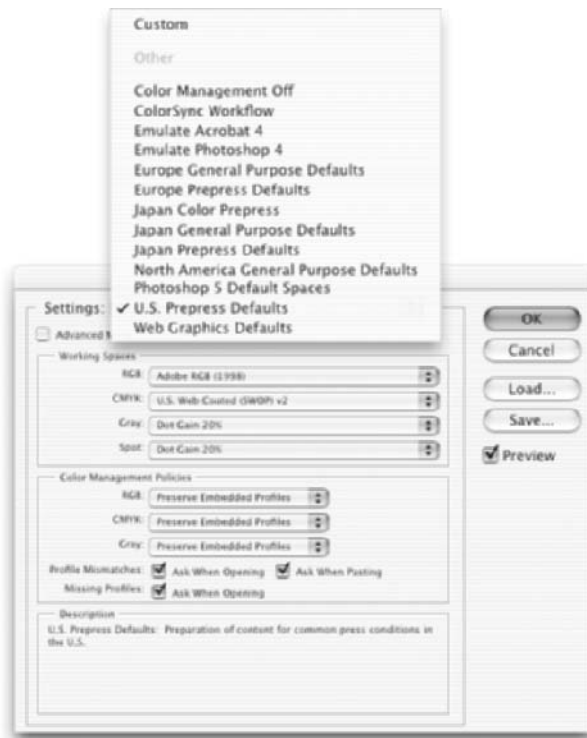 Custom
Other
Color Management Off
ColorSync Workflow
Emulate Acrobat 4
Emulate Photoshop 4
Europe General Purpose Defaults
Europe Prepress Defaults
Japan Color Prepress
Japan General Purpose Defaults
Japan Prepress Defaults
North America General Purpose Defaults
Photoshop 5 Default Spaces
Settings: ✓ U.S. Prepress Defaults
Web Graphics Defaults
Advanced M
OK
Cancel
Load...
Save...
Preview
Working Spaces
RGB: Adobe RGB (1998)
CMYK: U.S. Web Coated (SWOP) v2
Gray: Dot Gain 20%
Spot: Dot Gain 20%
Color Management Policies
RGB: Preserve Embedded Profiles
CMYK: Preserve Embedded Profiles
Gray: Preserve Embedded Profiles
Profile Mismatches: Ask When Opening Ask When Pasting
Missing Profiles: Ask When Opening
Description
U.S. Prepress Defaults: Preparation of content for common press conditions in
the U.S.